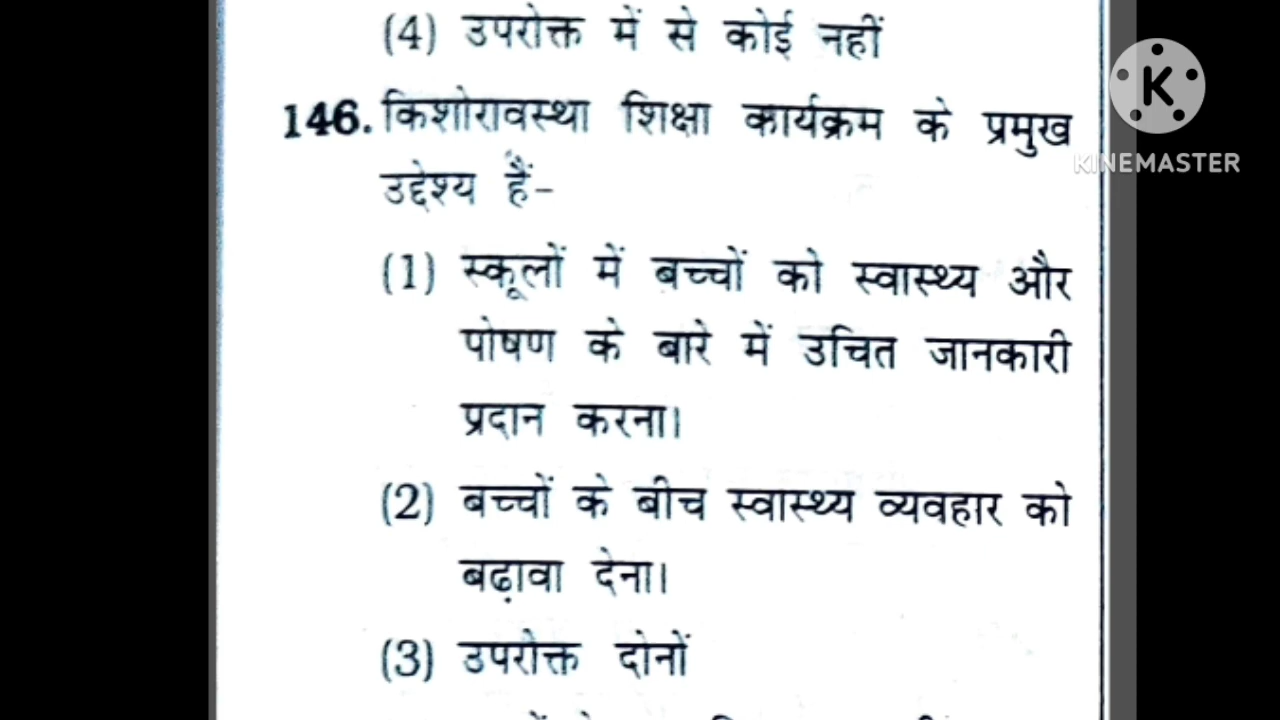 (4) उपरोक्त में से कोई नहीं
146. किशोरावस्था शिक्षा कार्यक्रम के प्रमुख
उद्देश्य हैं-
(1) स्कूलों में बच्चों को स्वास्थ्य और
पोषण के बारे में उचित जानकारी
प्रदान करना।
(2) बच्चों के बीच स्वास्थ्य व्यवहार को
बढ़ावा देना।
(3) उपरोक्त दोनों
K
KINEMASTER